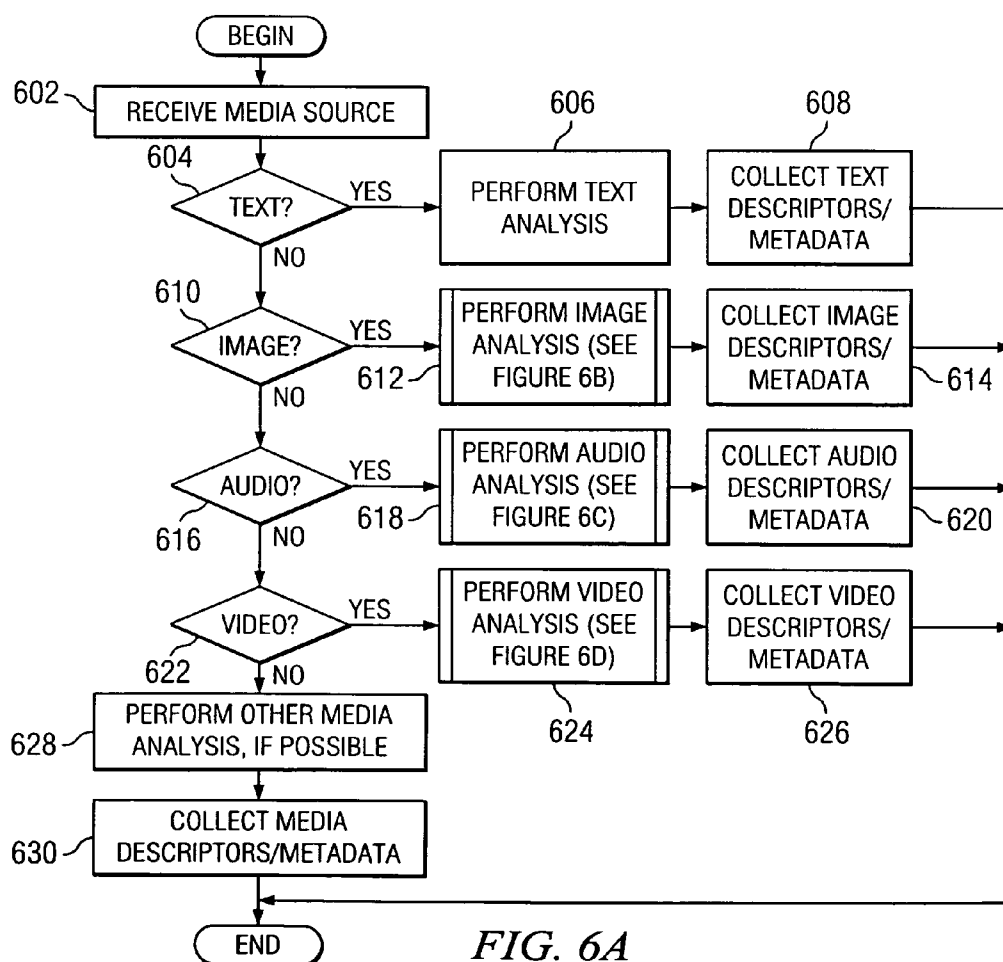 BEGIN
602
RECEIVE MEDIA SOURCE
604
TEXT?
YES
NO
606
PERFORM TEXT
ANALYSIS
608
COLLECT TEXT
DESCRIPTORS/
METADATA
610
IMAGE?
YES
NO
612
PERFORM IMAGE
ANALYSIS (SEE
FIGURE 6B)
COLLECT IMAGE
DESCRIPTORS/
METADATA
614
AUDIO?
616
YES
NO
618
PERFORM AUDIO
ANALYSIS (SEE
FIGURE 6C)
COLLECT AUDIO
DESCRIPTORS/
METADATA
620
VIDEO?
622
YES
NO
PERFORM VIDEO
ANALYSIS (SEE
FIGURE 6D)
624
COLLECT VIDEO
DESCRIPTORS/
METADATA
626
628
PERFORM OTHER MEDIA
ANALYSIS, IF POSSIBLE
630
COLLECT MEDIA
DESCRIPTORS/METADATA
END
FIG. 6A